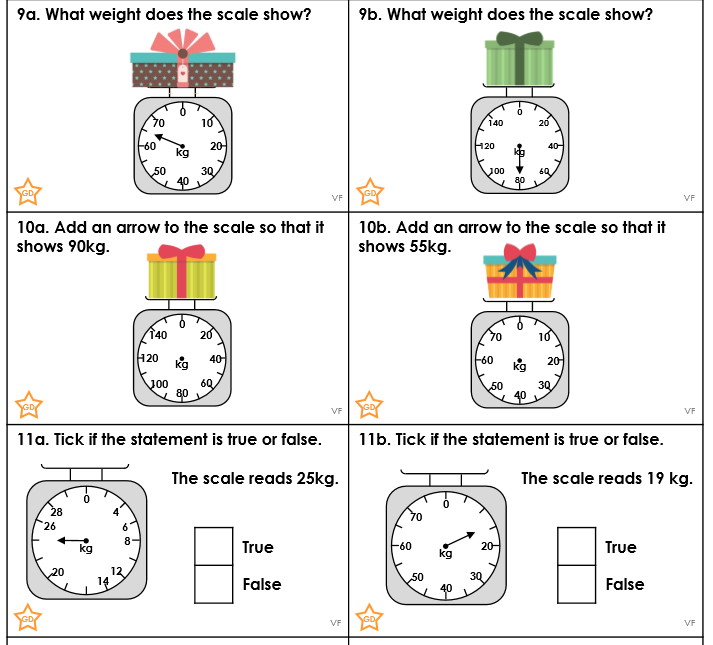 9a. What weight does the scale show?
0
10
20
30
40
50
60
70
kg
GD
VF
9b. What weight does the scale show?
0
20
40
60
80
100
120
140
kg
GD
VF
10a. Add an arrow to the scale so that it
shows 90kg.
0
20
40
60
80
100
120
140
kg
GD
VF
10b. Add an arrow to the scale so that it
shows 55kg.
0
10
20
30
40
50
60
70
kg
GD
VF
11a. Tick if the statement is true or false.
The scale reads 25kg.
0
4
6
8
12
14
20
26
28
kg
True
False
GD
VF
11b. Tick if the statement is true or false.
The scale reads 19 kg.
0
20
30
40
50
60
70
kg
True
False
GD
VF